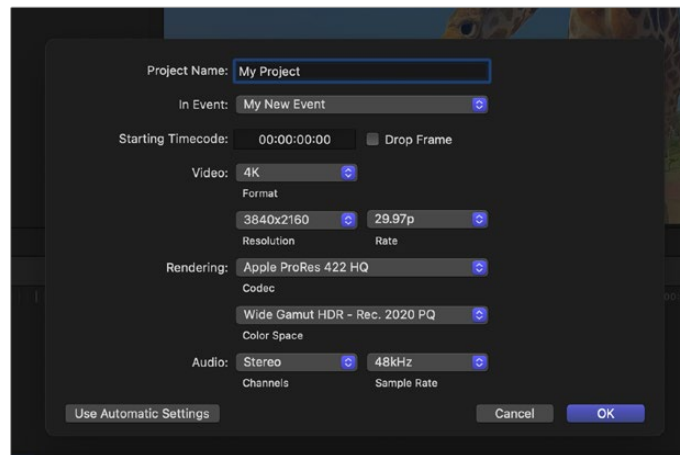 Project Name: My Project
In Event: My New Event
Starting Timecode: 00:00:00:00 Drop Frame
Video: 4K
Format
3840x2160 29.97p
Resolution Rate
Rendering: Apple ProRes 422 HQ
Codec
Wide Gamut HDR - Rec. 2020 PQ
Color Space
Audio: Stereo 48kHz
Channels Sample Rate
Use Automatic Settings Cancel OK